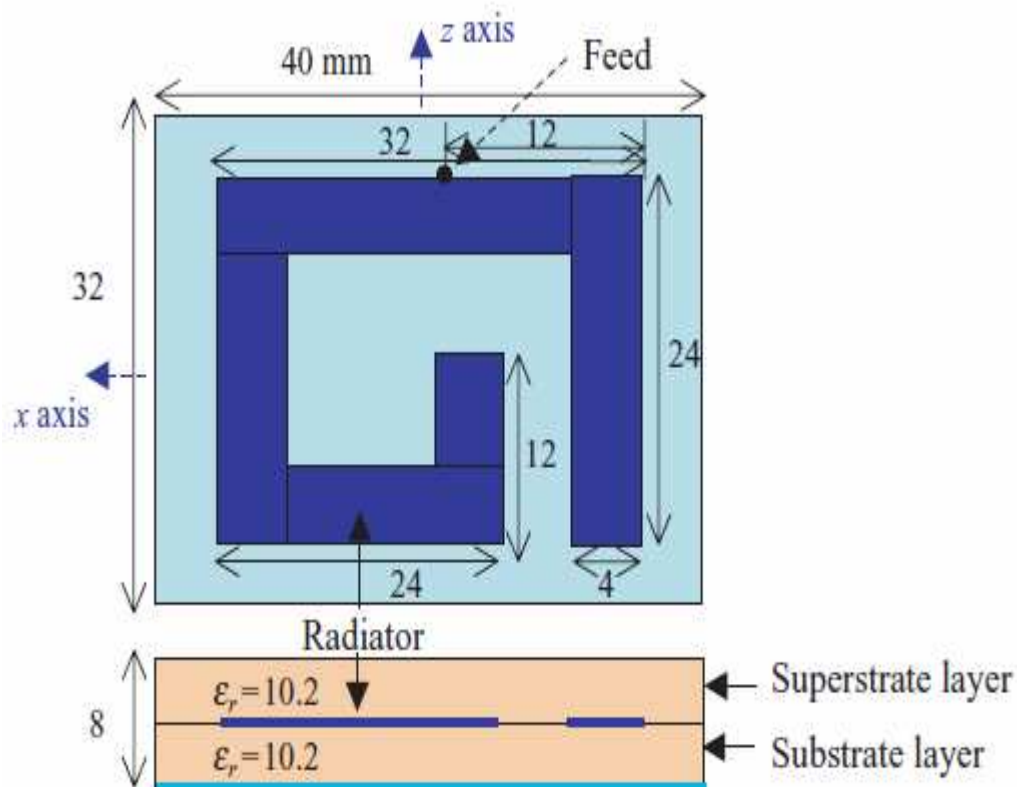 z axis
40 mm
Feed
32
12
32
24
x axis
12
24
4
Radiator
εr=10.2
Superstrate layer
8
εr=10.2
Substrate layer